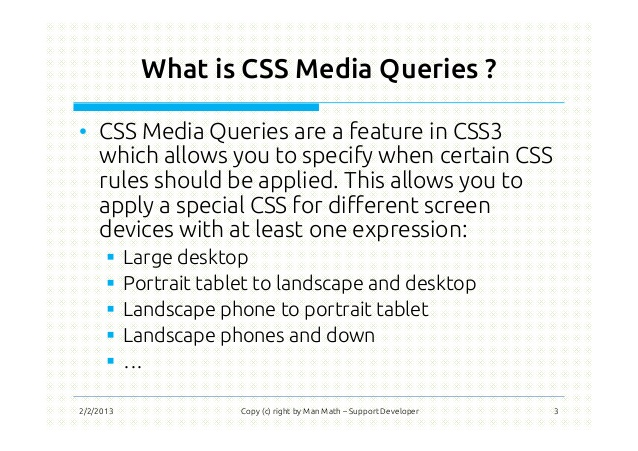 What is CSS Media Queries ?
• CSS Media Queries are a feature in CSS3
which allows you to specify when certain CSS
rules should be applied. This allows you to
apply a special CSS for different screen
devices with at least one expression:
▪ Large desktop
▪ Portrait tablet to landscape and desktop
▪ Landscape phone to portrait tablet
▪ Landscape phones and down
▪ …
2/2/2013 Copy (c) right by Man Math – Support Developer 3